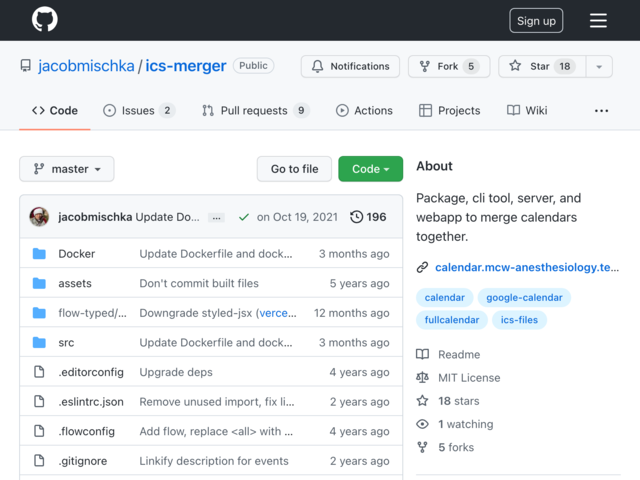 Sign up
jacobmischka / ics-merger Public
Notifications
Fork 5
Star 18
Code
Issues 2
Pull requests 9
Actions
Projects
Wiki
...
master
Go to file
Code
jacobmischka Update Do... ... on Oct 19, 2021 196
Docker Update Dockerfile and dock... 3 months ago
assets Don't commit built files 5 years ago
flow-typed/... Downgrade styled-jsx (verce... 12 months ago
src Update Dockerfile and dock... 3 months ago
.editorconfig Upgrade deps 4 years ago
.eslintrc.json Remove unused import, fix li... 2 years ago
.flowconfig Add flow, replace <all> with ... 4 years ago
.gitignore Linkify description for events 2 years ago
About
Package, cli tool, server, and
webapp to merge calendars
together.
calendar.mcw-anesthesiology.te...
calendar google-calendar
fullcalendar ics-files
Readme
MIT License
18 stars
1 watching
5 forks